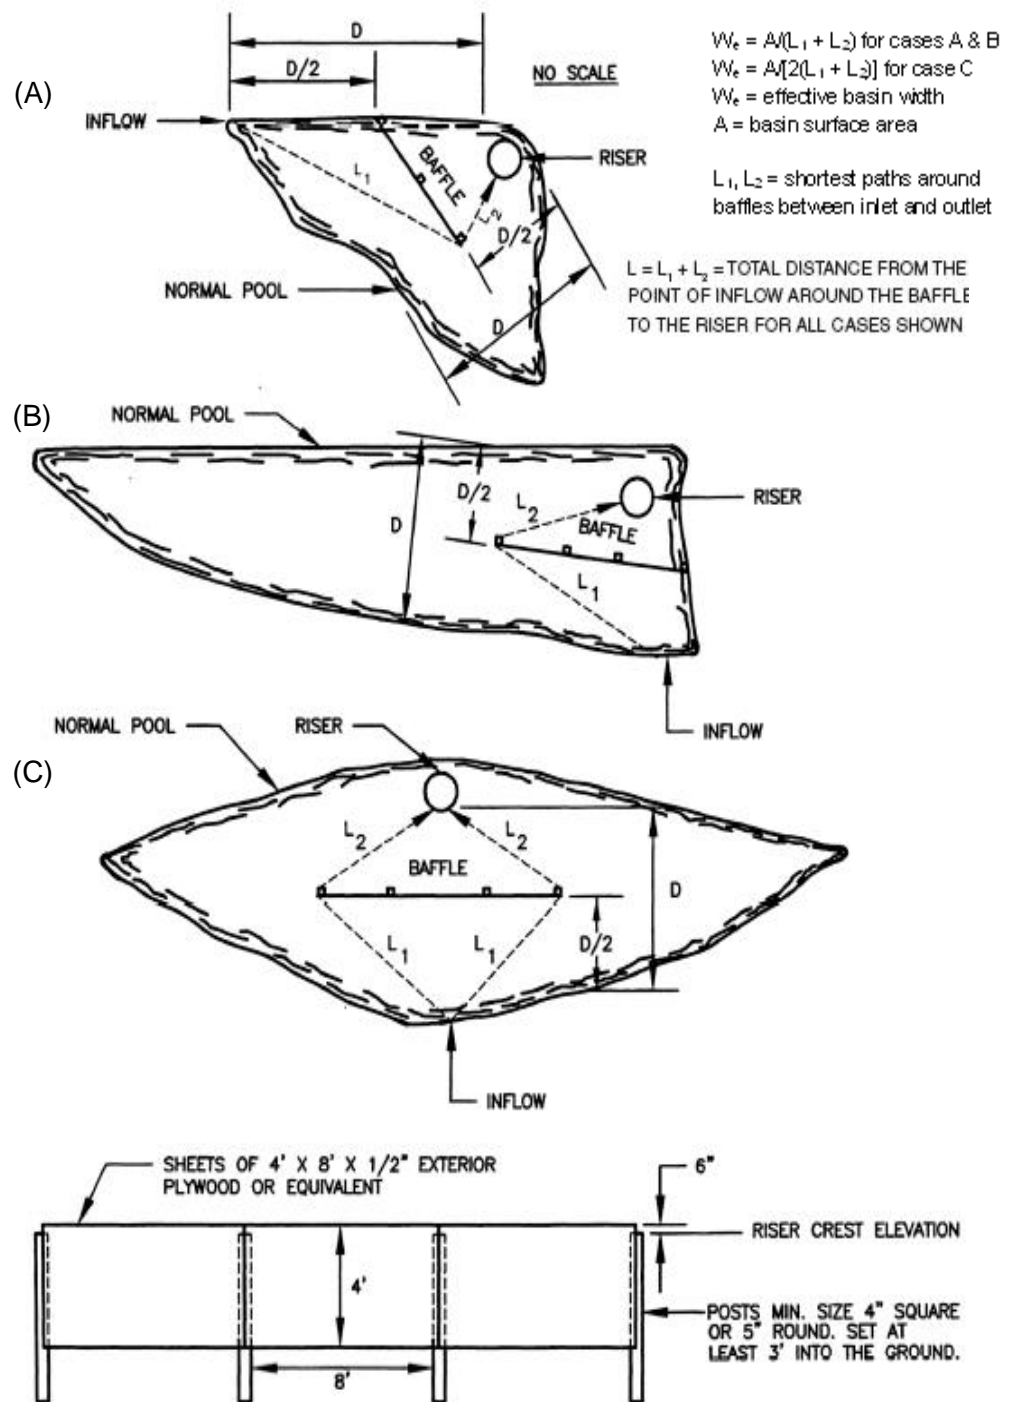 (A)
D
D/2
NO SCALE
INFLOW
L1
BAFFLE
L2
D/2
RISER
NORMAL POOL
D
We = A/(L1 + L2) for cases A & B
We = A/[2(L1 + L2)] for case C
We = effective basin width
A = basin surface area
L1, L2 = shortest paths around
baffles between inlet and outlet
L = L1 + L2 = TOTAL DISTANCE FROM THE
POINT OF INFLOW AROUND THE BAFFLE
TO THE RISER FOR ALL CASES SHOWN
(B)
NORMAL POOL
D/2
D
L2
BAFFLE
RISER
L1
INFLOW
(C)
NORMAL POOL
RISER
L2
L2
BAFFLE
D
L1
L1
D/2
INFLOW
SHEETS OF 4' X 8' X 1/2" EXTERIOR
PLYWOOD OR EQUIVALENT
6"
RISER CREST ELEVATION
4'
8'
POSTS MIN. SIZE 4" SQUARE
OR 5" ROUND. SET AT
LEAST 3' INTO THE GROUND.